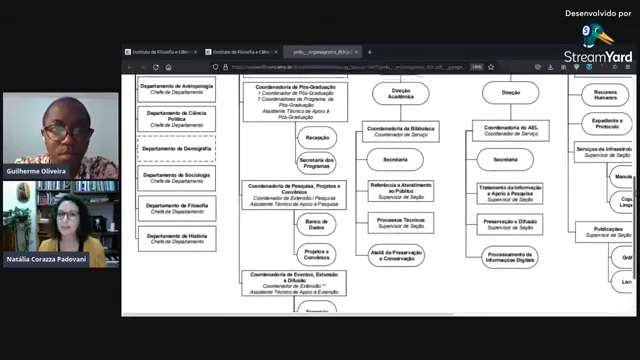 Desenvolvido por
StreamYard
Instituto de Filosofia e Ciênc
Instituto de Filosofia e Ciênc
Departamento de Antropologia
Chefe de Departamento
Departamento de Ciência
Política
Chefe de Departamento
Departamento de Demografia
Departamento de Sociologia
Chefe de Departamento
Departamento de Filosofia
Chefe de Departamento
Departamento de História
Chefe de Departamento
Coordenadoria de Pós-Graduação
1 Coordenador de Pós-Graduação
7 Coordenadores de Programa de
Pós-Graduação
Assistente Técnico de Apoio à
Pós-Graduação
Recepção
Secretaria dos
Programas
Coordenadoria de Pesquisa, Projetos e
Convênios
Coordenador de Extensão / Pesquisa
Assistente Técnico de Apoio à Pesquisa
Banco de
Dados
Projetos e
Convênios
Coordenadoria de Eventos, Extensão
e Difusão
Coordenador de Extensão **
Assistente Técnico de Apoio à Extensão
Direção
Acadêmica
Coordenadoria da Biblioteca
Coordenador de Serviço
Secretaria
Referência e Atendimento
ao Público
Supervisor de Seção
Processos Técnicos
Supervisor de Seção
Ateliê de Preservação
e Conservação
Direção
Coordenadoria do AEL
Coordenador de Serviço
Secretaria
Tratamento da Informação
e Apoio à Pesquisa
Supervisor de Seção
Preservação e Difusão
Supervisor de Seção
Processamento de
Informações Digitais
Recursos
Humanos
Expediente e
Protocolo
Serviços de
Supervisor de Seção
Publicações
Supervisor de Seção
Guilherme Oliveira
Natália Corazza Padovani